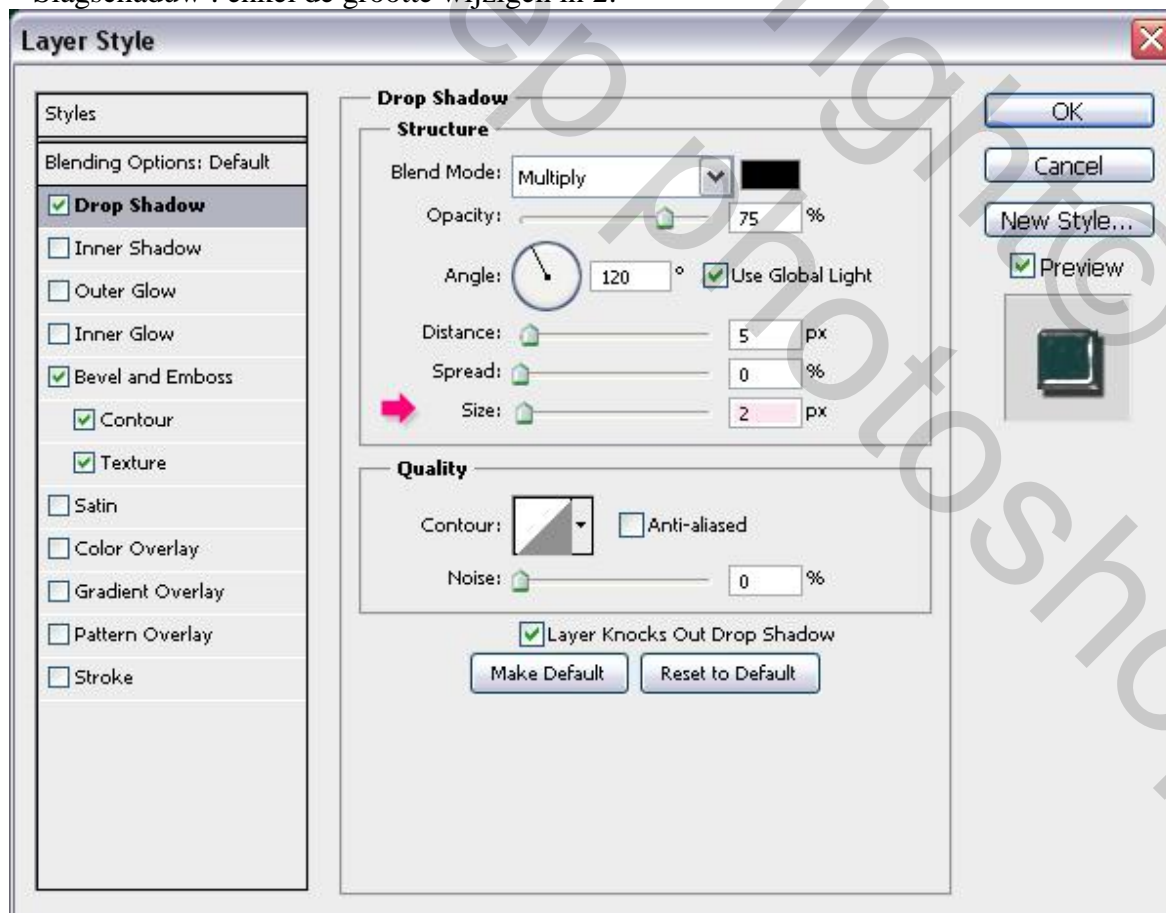 Slagschaduw : enkel de grootte wijzigen in 2.
Layer Style
Styles
Blending Options: Default
Drop Shadow
Inner Shadow
Outer Glow
Inner Glow
Bevel and Emboss
Contour
Texture
Satin
Color Overlay
Gradient Overlay
Pattern Overlay
Stroke
Drop Shadow
Structure
Blend Mode: Multiply
Opacity: 75 %
Angle: 120 ° Use Global Light
Distance: 5 px
Spread: 0 %
Size: 2 px
Quality
Contour: Anti-aliased
Noise: 0 %
Layer Knocks Out Drop Shadow
Make Default Reset to Default
OK
Cancel
New Style...
Preview